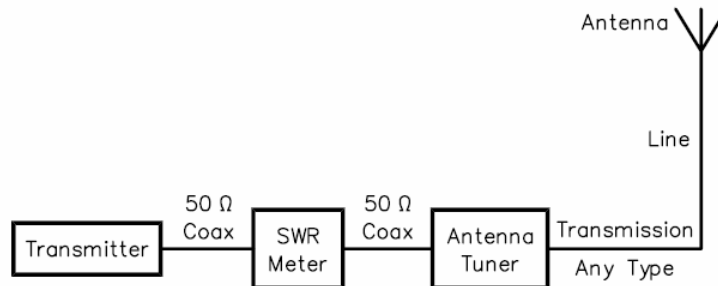 Antenna
Line
50 Ω
Coax
50 Ω
Coax
Transmitter
SWR
Meter
Antenna
Tuner
Transmission
Any Type